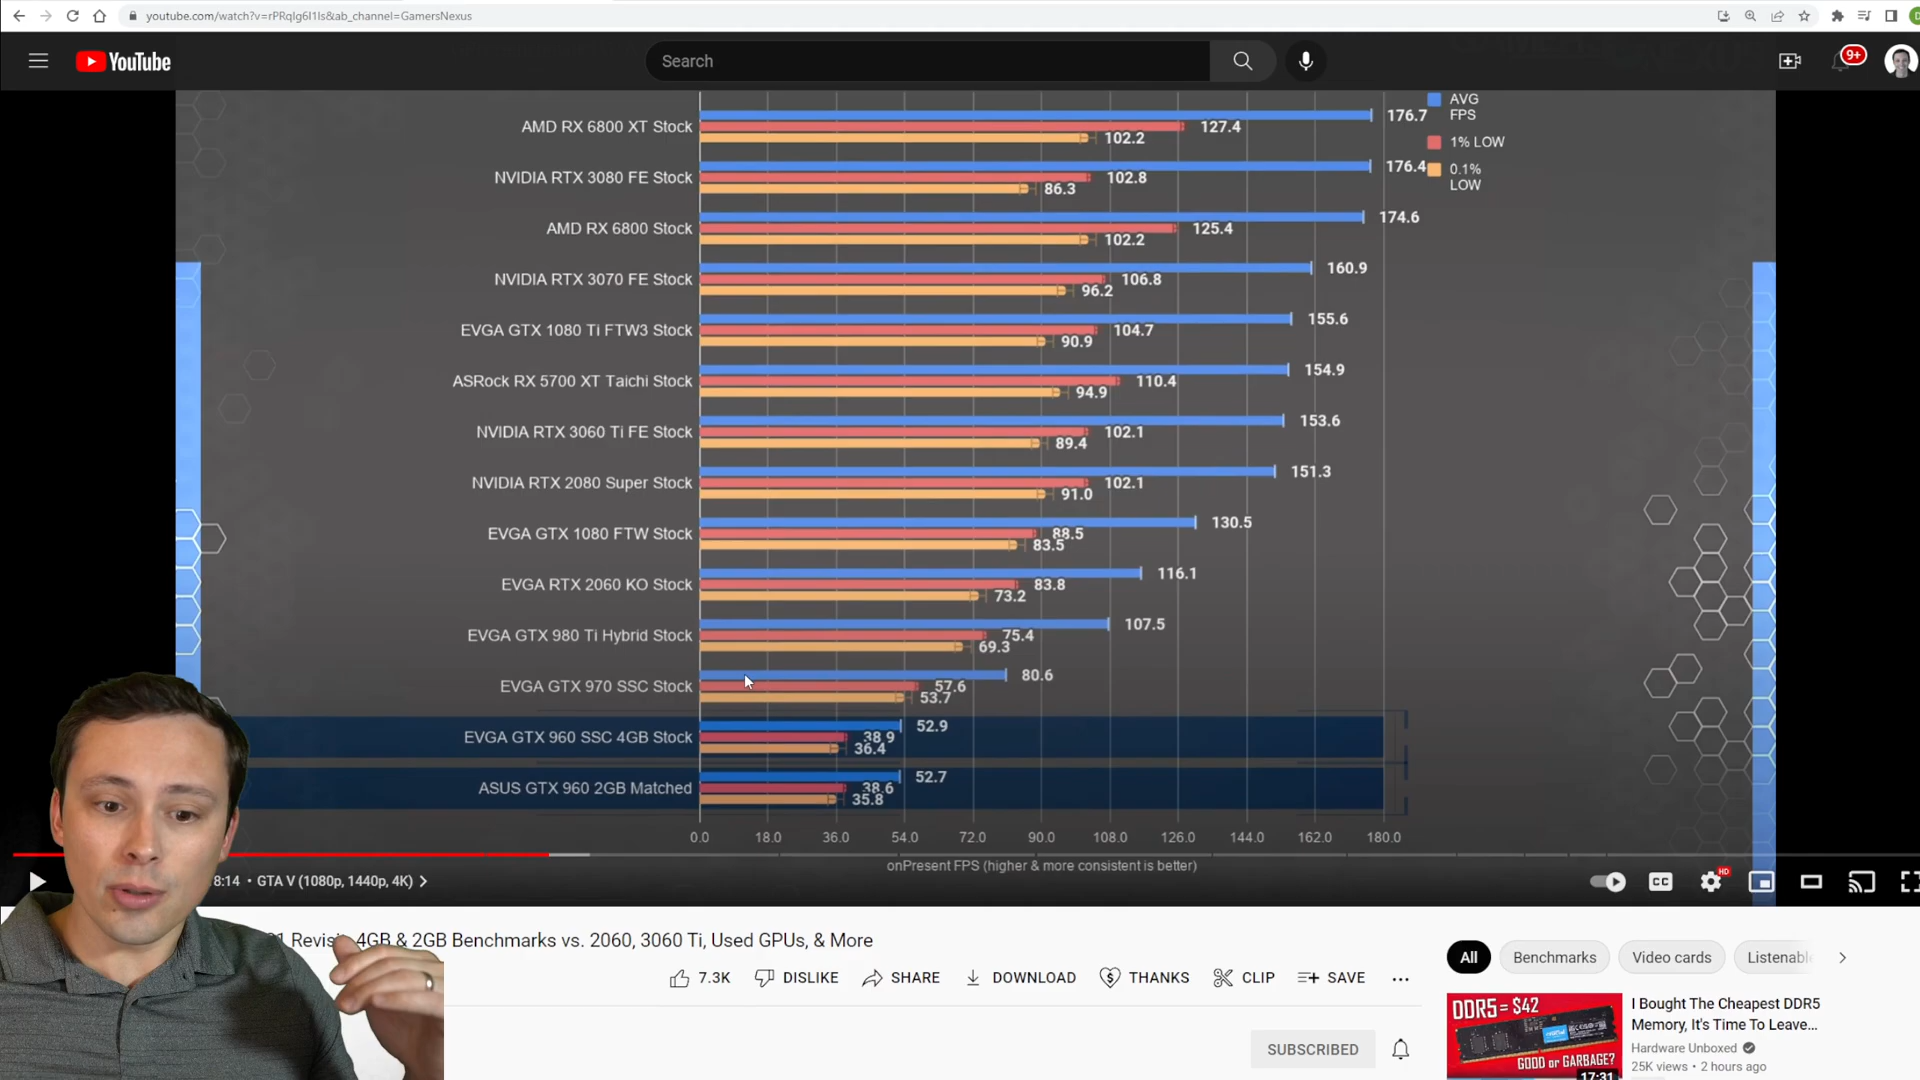 youtube.com/watch?v=rPRqIg6I1Is&ab_channel=GamersNexus
YouTube
Search
9+
AVG FPS
1% LOW
0.1% LOW
AMD RX 6800 XT Stock 176.7 127.4 102.2
NVIDIA RTX 3080 FE Stock 176.4 102.8 86.3
AMD RX 6800 Stock 174.6 125.4 102.2
NVIDIA RTX 3070 FE Stock 160.9 106.8 96.2
EVGA GTX 1080 Ti FTW3 Stock 155.6 104.7 90.9
ASRock RX 5700 XT Taichi Stock 154.9 110.4 94.9
NVIDIA RTX 3060 Ti FE Stock 153.6 102.1 89.4
NVIDIA RTX 2080 Super Stock 151.3 102.1 91.0
EVGA GTX 1080 FTW Stock 130.5 88.5 83.5
EVGA RTX 2060 KO Stock 116.1 83.8 73.2
EVGA GTX 980 Ti Hybrid Stock 107.5 75.4 69.3
EVGA GTX 970 SSC Stock 80.6 57.6 53.7
EVGA GTX 960 SSC 4GB Stock 52.9 38.9 36.4
ASUS GTX 960 2GB Matched 52.7 38.6 35.8
0.0 18.0 36.0 54.0 72.0 90.0 108.0 126.0 144.0 162.0 180.0
onPresent FPS (higher & more consistent is better)
8:14 • GTA V (1080p, 1440p, 4K)
CC
HD
4GB & 2GB Benchmarks vs. 2060, 3060 Ti, Used GPUs, & More
7.3K DISLIKE SHARE DOWNLOAD THANKS CLIP SAVE
SUBSCRIBED
All Benchmarks Video cards Listenable
DDR5= $42
GOOD or GARBAGE?
17:31
I Bought The Cheapest DDR5
Memory, It's Time To Leave...
Hardware Unboxed
25K views • 2 hours ago